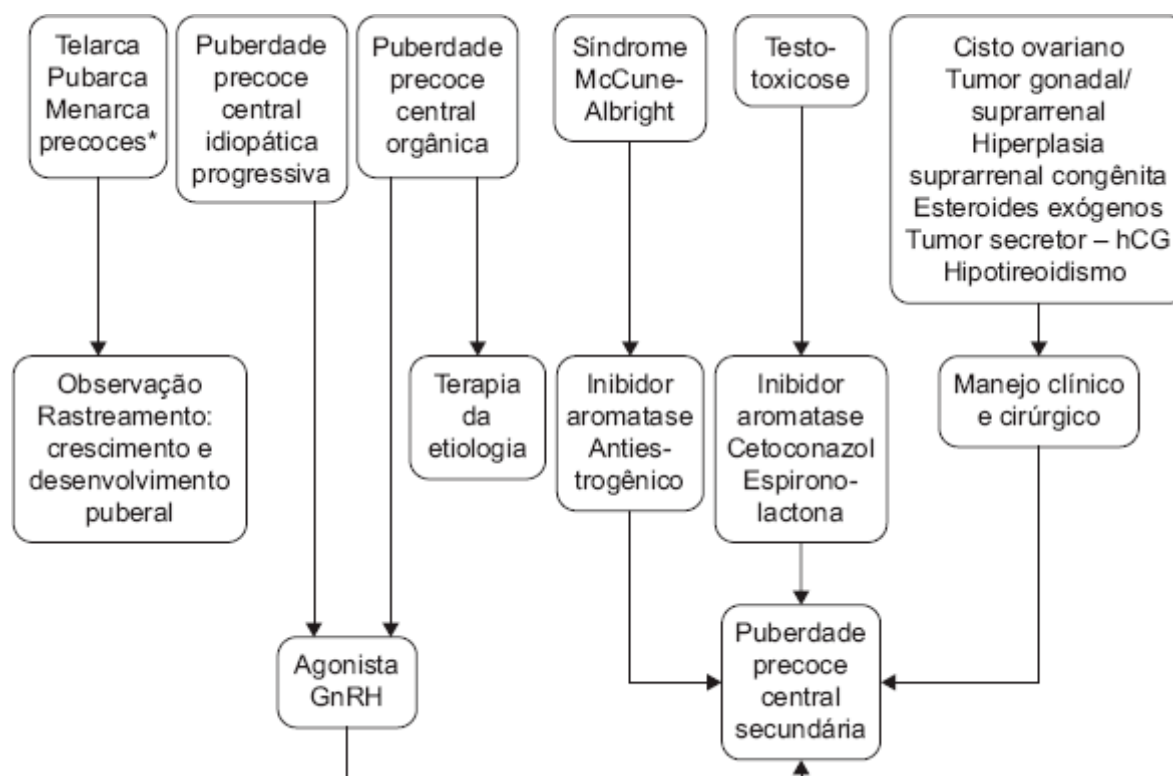 Telarca
Pubarca
Menarca
precoces*
Puberdade
precoce
central
idiopática
progressiva
Puberdade
precoce
central
orgânica
Síndrome
McCune-
Albright
Testo-
toxicose
Cisto ovariano
Tumor gonadal/
suprarrenal
Hiperplasia
suprarrenal congênita
Esteroides exógenos
Tumor secretor – hCG
Hipotireoidismo
Observação
Rastreamento:
crescimento e
desenvolvimento
puberal
Terapia
da
etiologia
Inibidor
aromatase
Anties-
trogênico
Inibidor
aromatase
Cetoconazol
Espirono-
lactona
Manejo clínico
e cirúrgico
Agonista
GnRH
Puberdade
precoce
central
secundária